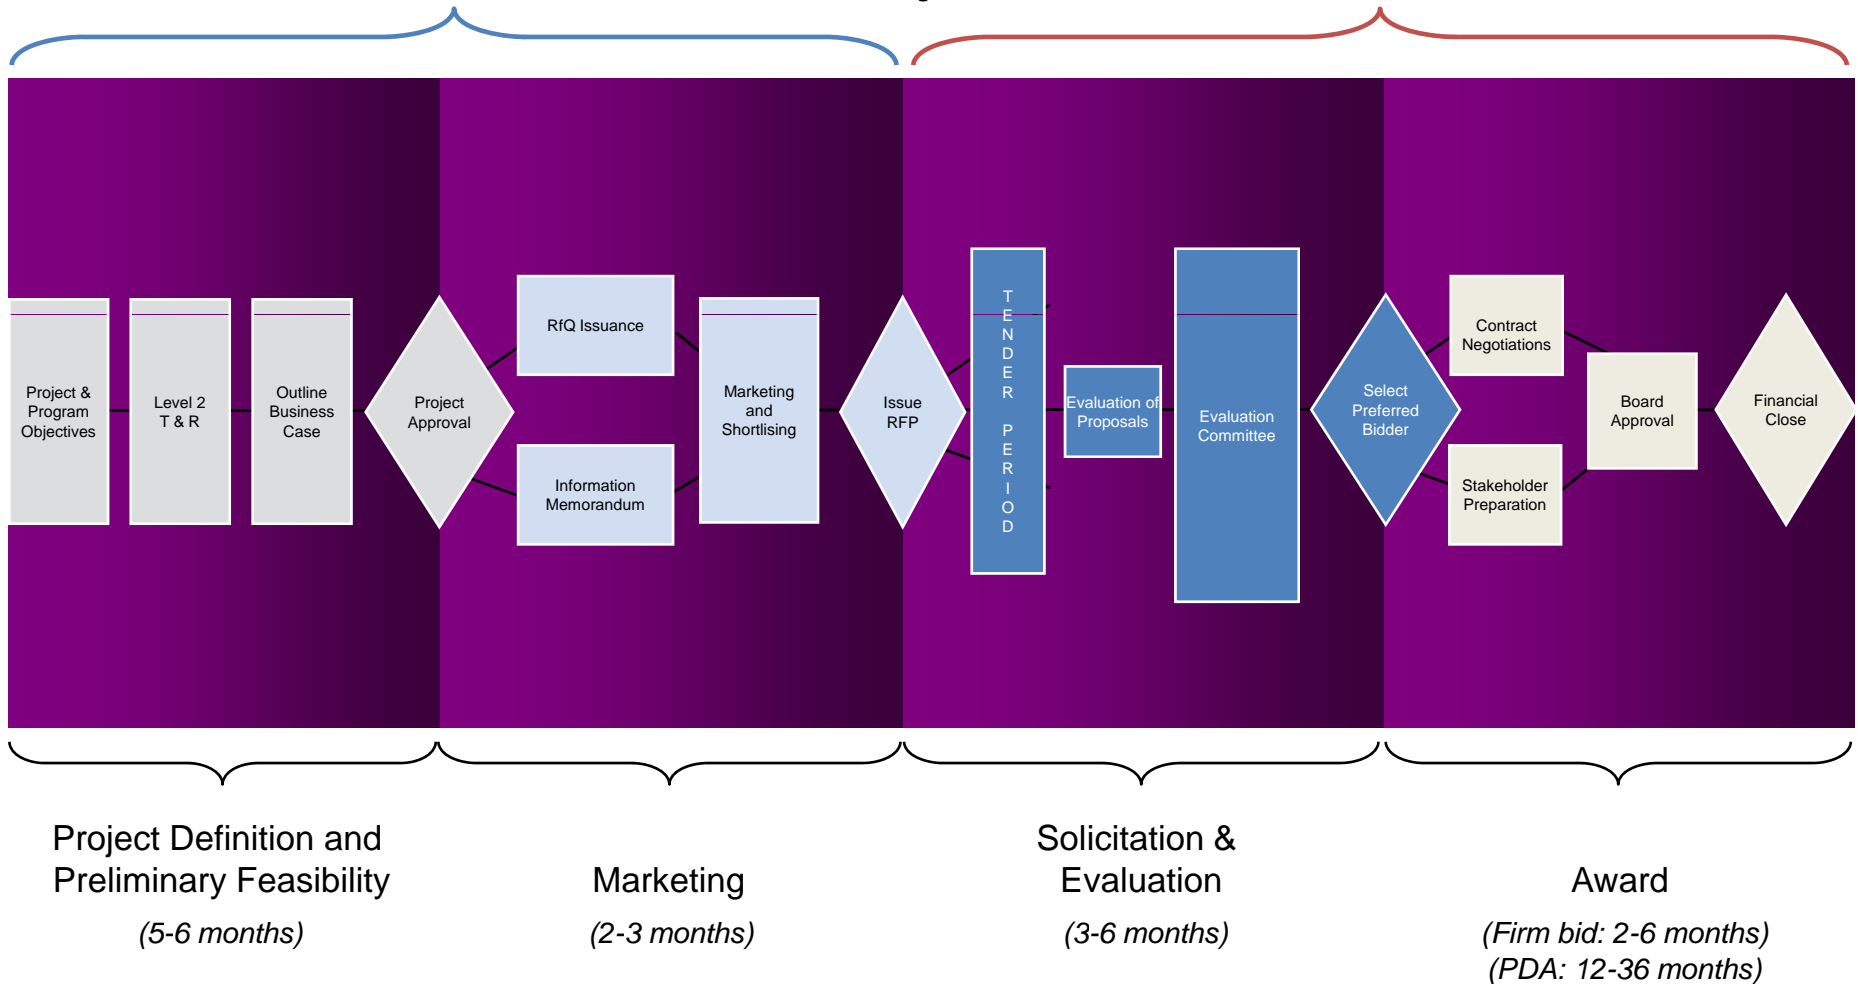 Project &
Program
Objectives
Level 2
T & R
Outline
Business
Case
Project
Approval
RfQ Issuance
Information
Memorandum
Marketing
and
Shortlising
Issue
RFP
T
E
N
D
E
R
P
E
R
I
O
D
Evaluation of
Proposals
Evaluation
Committee
Select
Preferred
Bidder
Contract
Negotiations
Stakeholder
Preparation
Board
Approval
Financial
Close
Project Definition and
Preliminary Feasibility
(5-6 months)
Marketing
(2-3 months)
Solicitation &
Evaluation
(3-6 months)
Award
(Firm bid: 2-6 months)
(PDA: 12-36 months)